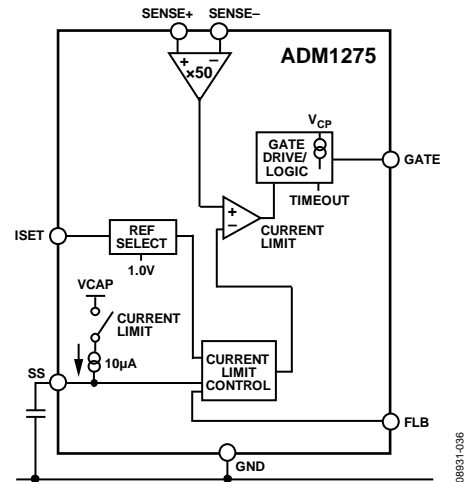 SENSE+ SENSE–
ADM1275
+ –
×50
VCP
GATE
DRIVE/
LOGIC
GATE
TIMEOUT
+
–
CURRENT
LIMIT
ISET
REF
SELECT
1.0V
VCAP
CURRENT
LIMIT
10µA
SS
CURRENT
LIMIT
CONTROL
FLB
GND
08931-036